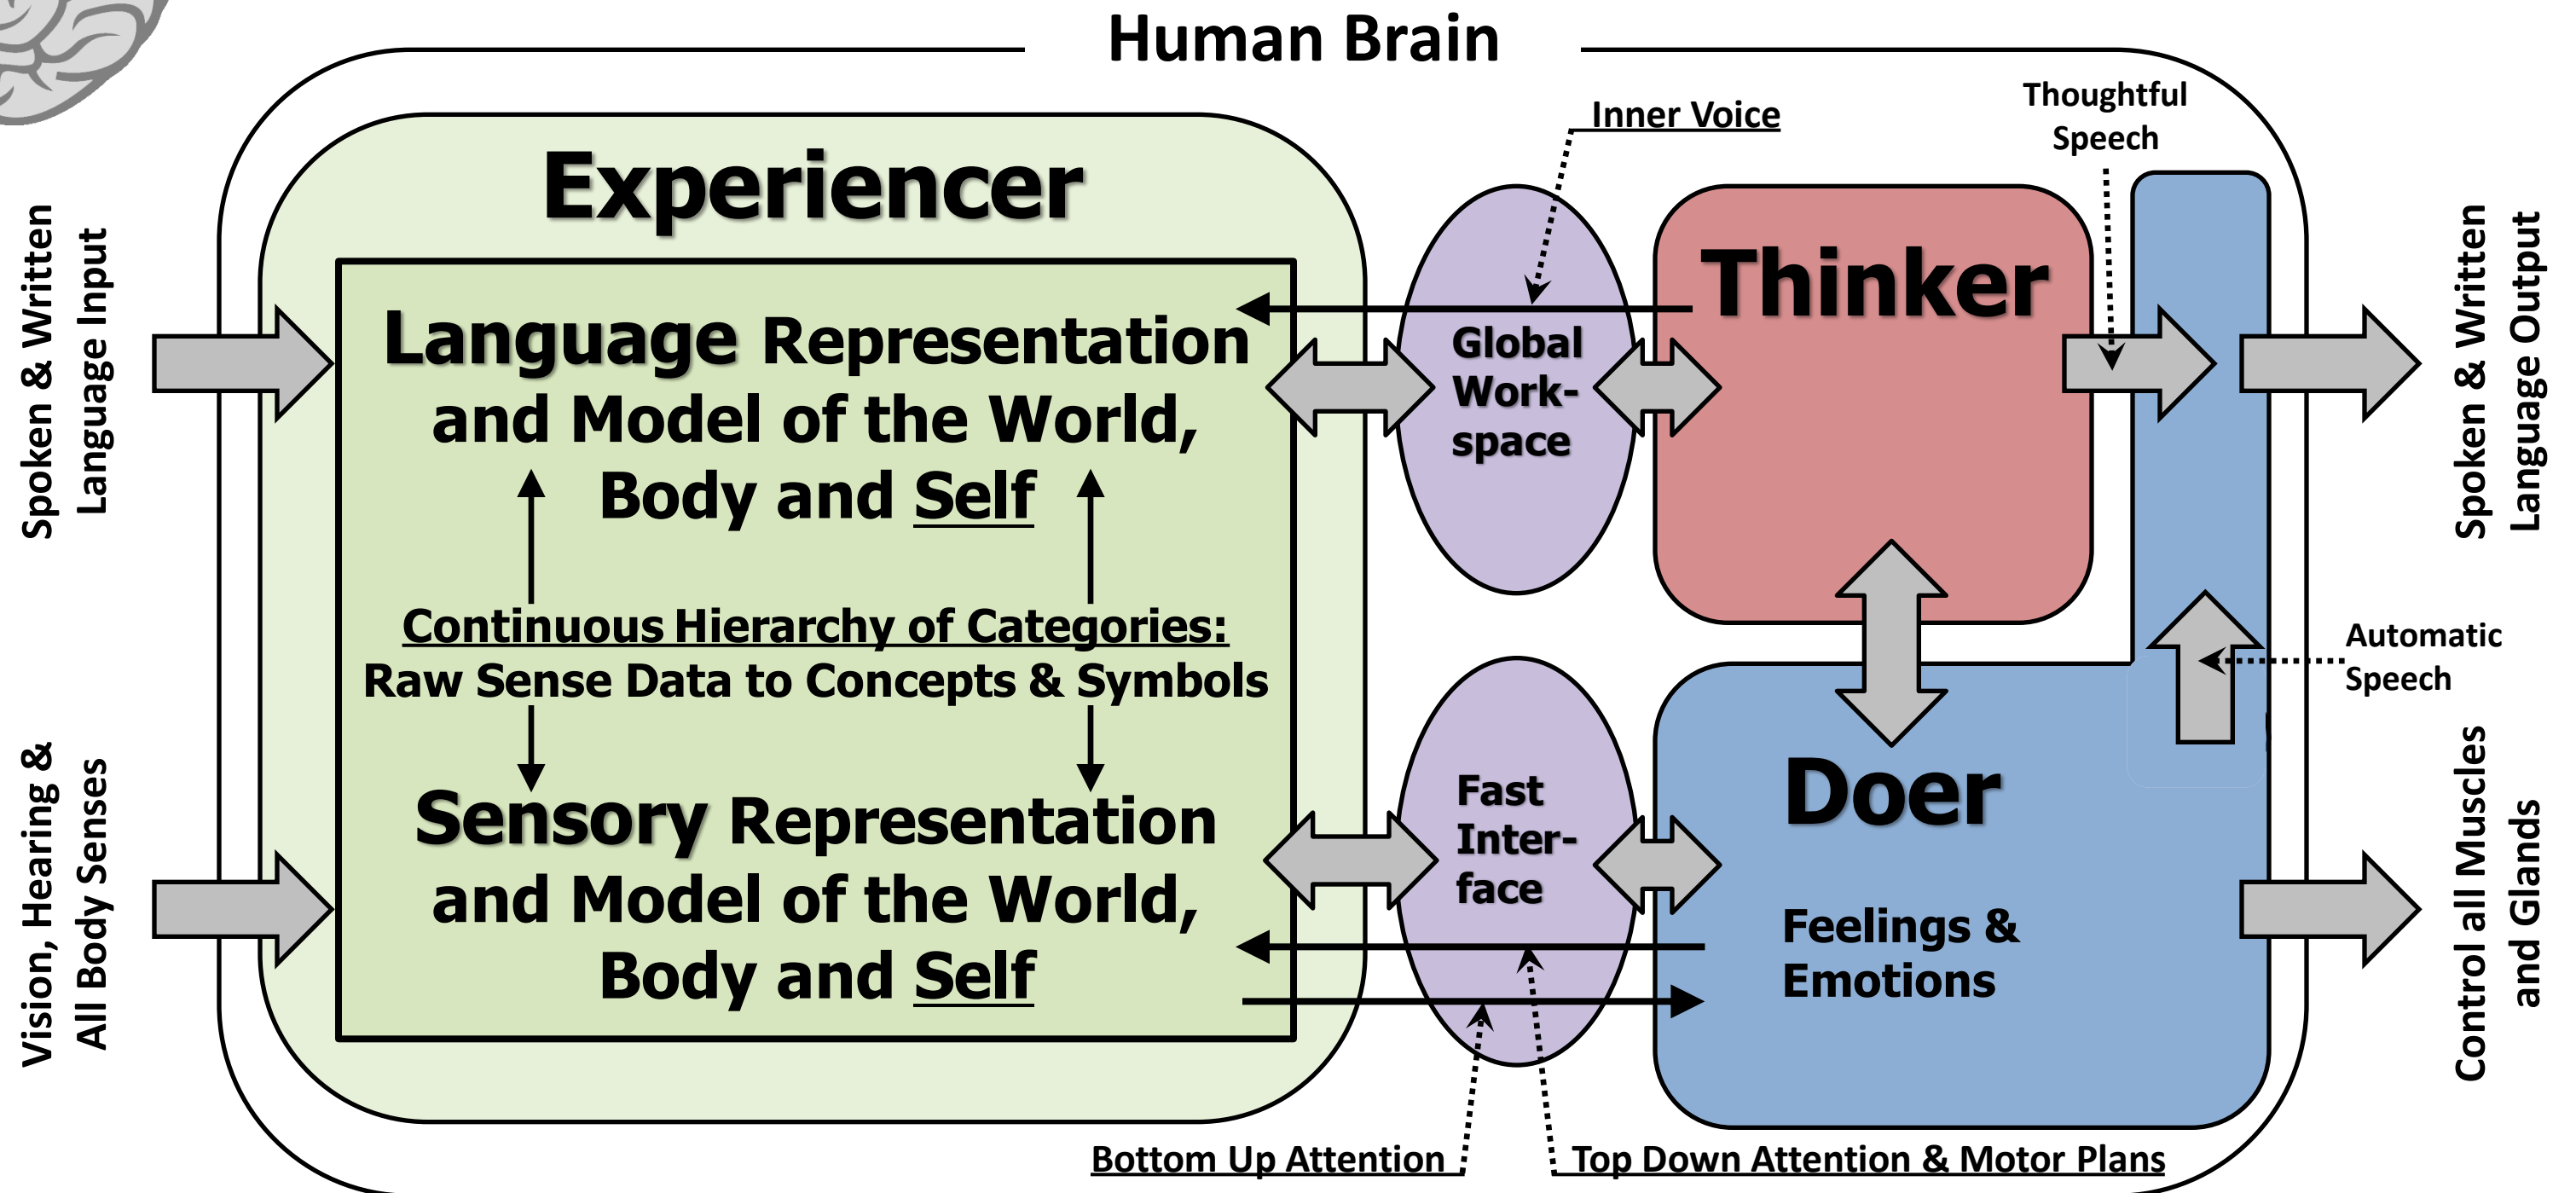 Human Brain
Inner Voice
Thoughtful
Speech
Spoken & Written
Language Input
Experiencer
Language Representation
and Model of the World,
Body and Self
Continuous Hierarchy of Categories:
Raw Sense Data to Concepts & Symbols
Sensory Representation
and Model of the World,
Body and Self
Vision, Hearing &
All Body Senses
Global
Work-
space
Thinker
Fast
Inter-
face
Doer
Feelings &
Emotions
Spoken & Written
Language Output
Automatic
Speech
Control all Muscles
and Glands
Bottom Up Attention
Top Down Attention & Motor Plans